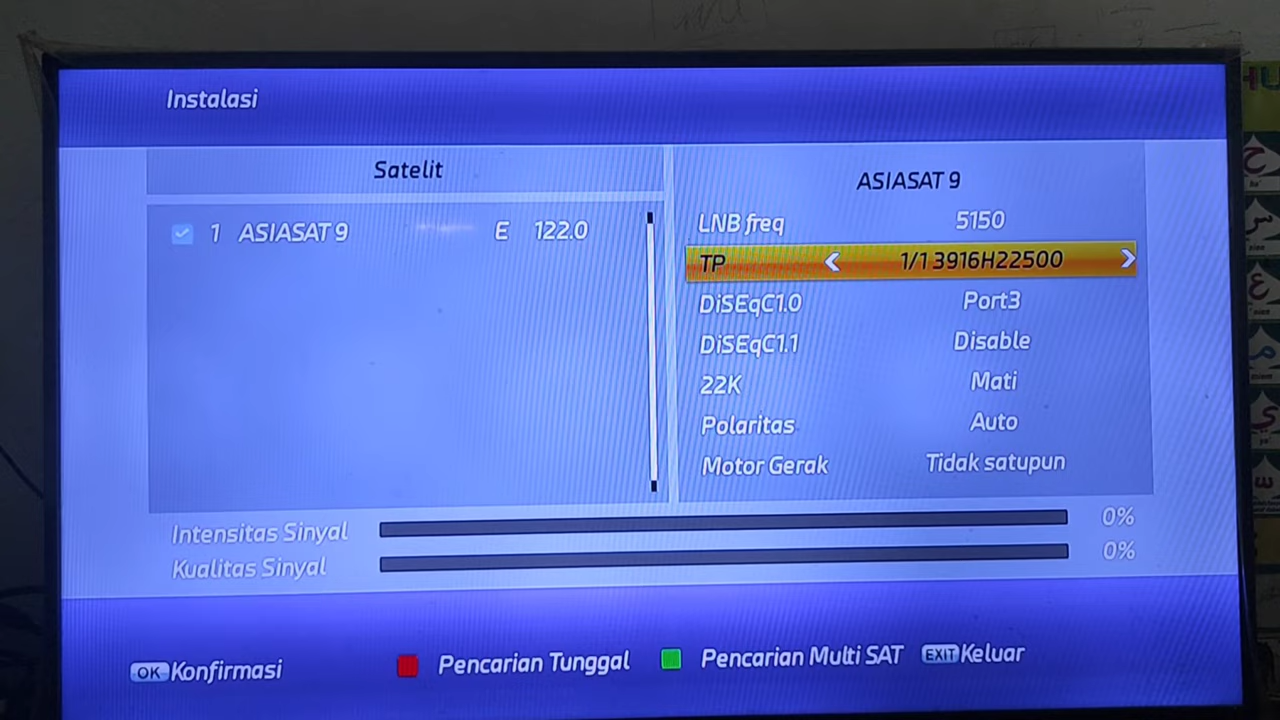 Instalasi
Satelit
1 ASIASAT 9 E 122.0
ASIASAT 9
LNB freq 5150
TP 1/1 3916H22500
DiSEqC1.0 Port3
DiSEqC1.1 Disable
22K Mati
Polaritas Auto
Motor Gerak Tidak satupun
Intensitas Sinyal 0%
Kualitas Sinyal 0%
OK Konfirmasi Pencarian Tunggal Pencarian Multi SAT EXIT Keluar